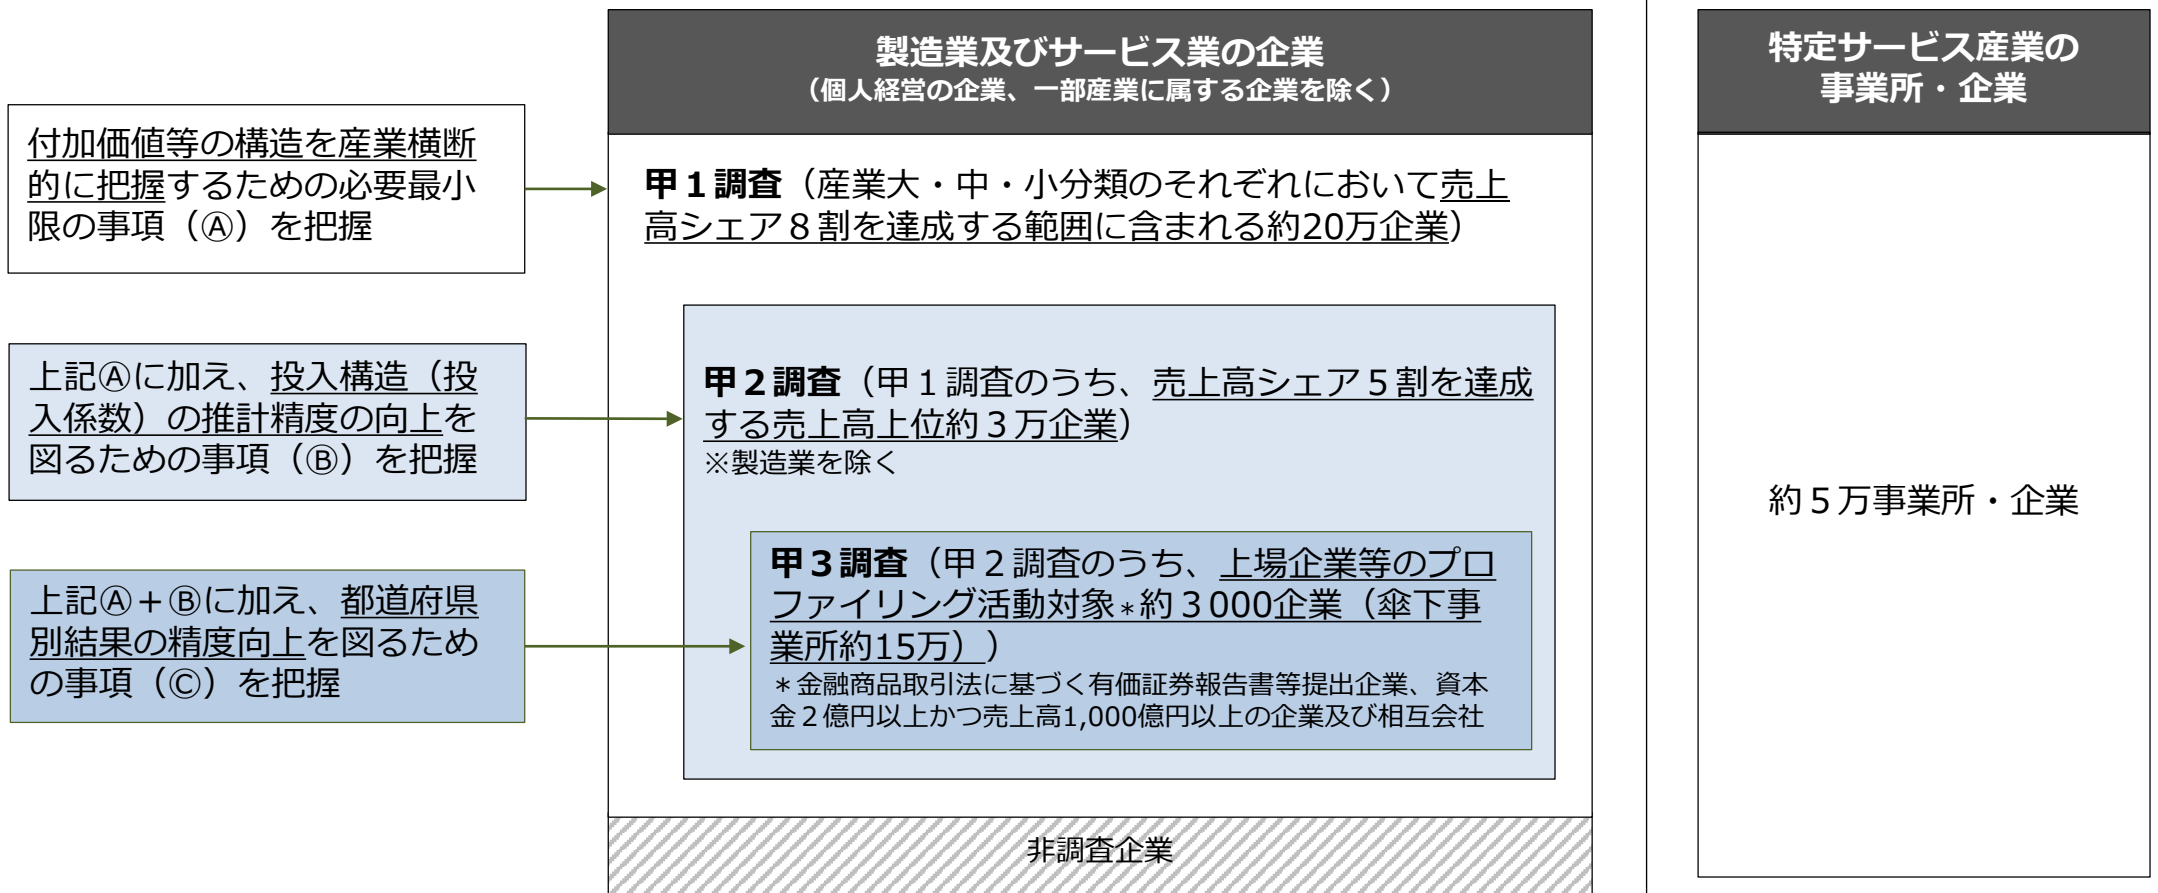 製造業及びサービス業の企業
（個人経営の企業、一部産業に属する企業を除く）
特定サービス産業の
事業所・企業
付加価値等の構造を産業横断
的に把握するための必要最小
限の事項（Ⓐ）を把握
甲１調査（産業大・中・小分類のそれぞれにおいて売上
高シェア８割を達成する範囲に含まれる約20万企業）
上記Ⓐに加え、投入構造（投
入係数）の推計精度の向上を
図るための事項（Ⓑ）を把握
甲２調査（甲１調査のうち、売上高シェア５割を達成
する売上高上位約３万企業）
※製造業を除く
上記Ⓐ＋Ⓑに加え、都道府県
別結果の精度向上を図るため
の事項（Ⓒ）を把握
甲３調査（甲２調査のうち、上場企業等のプロ
ファイリング活動対象＊約３000企業（傘下事
業所約15万））
＊金融商品取引法に基づく有価証券報告書等提出企業、資本
金２億円以上かつ売上高1,000億円以上の企業及び相互会社
非調査企業
約５万事業所・企業